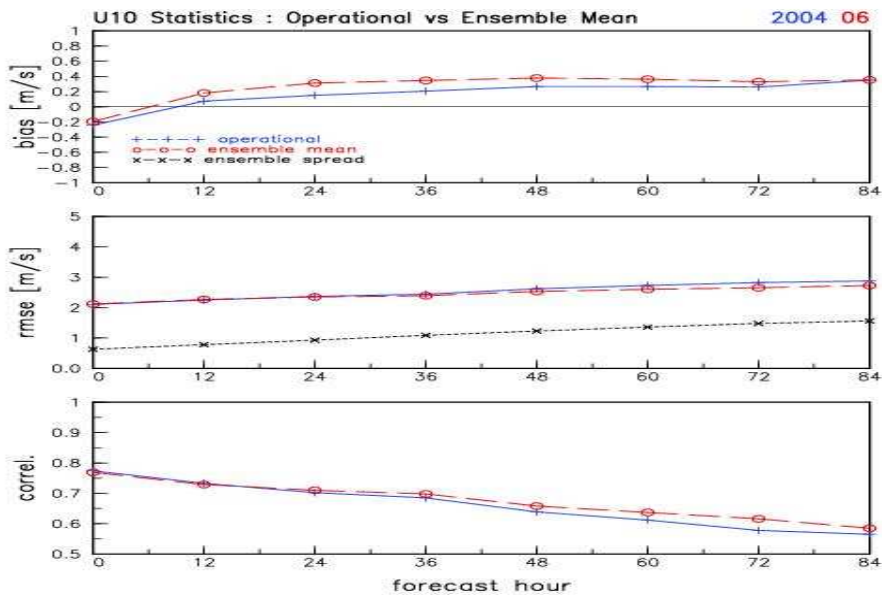 U10 Statistics : Operational vs Ensemble Mean 2004 06
bias [m/s]
1
0.8
0.6
0.4
0.2
0
-0.2
-0.4
-0.6
-0.8
-1
operational
ensemble mean
ensemble spread
0 12 24 36 48 60 72 84
rmse [m/s]
5
4
3
2
1
0.0
0 12 24 36 48 60 72 84
correl.
1
0.9
0.8
0.7
0.6
0.5
0 12 24 36 48 60 72 84
forecast hour